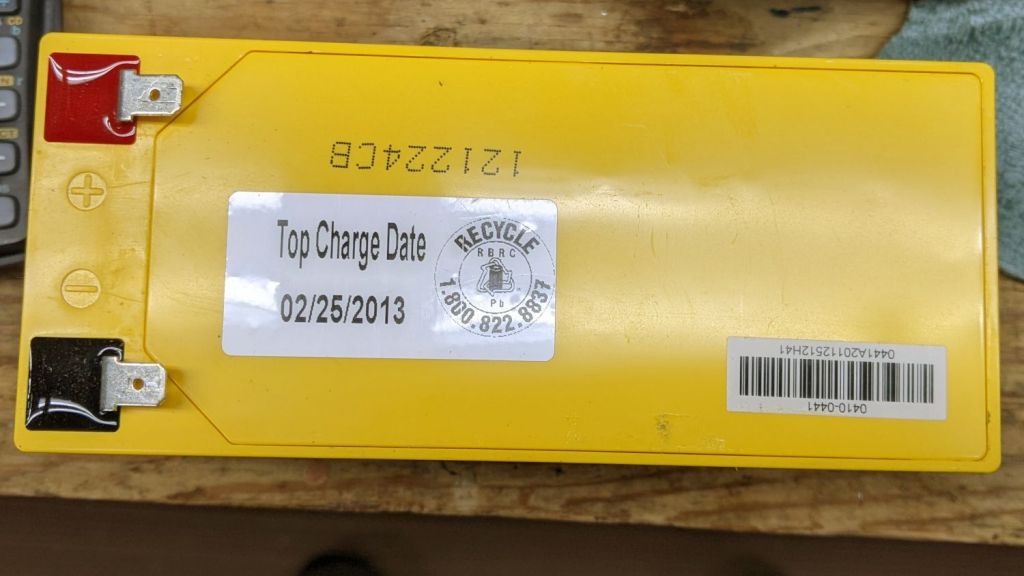 121224CB
Top Charge Date
02/25/2013
RECYCLE
RBRC
Pb
1.800.822.8837
0441A20112512H41
0410-0441
+
−